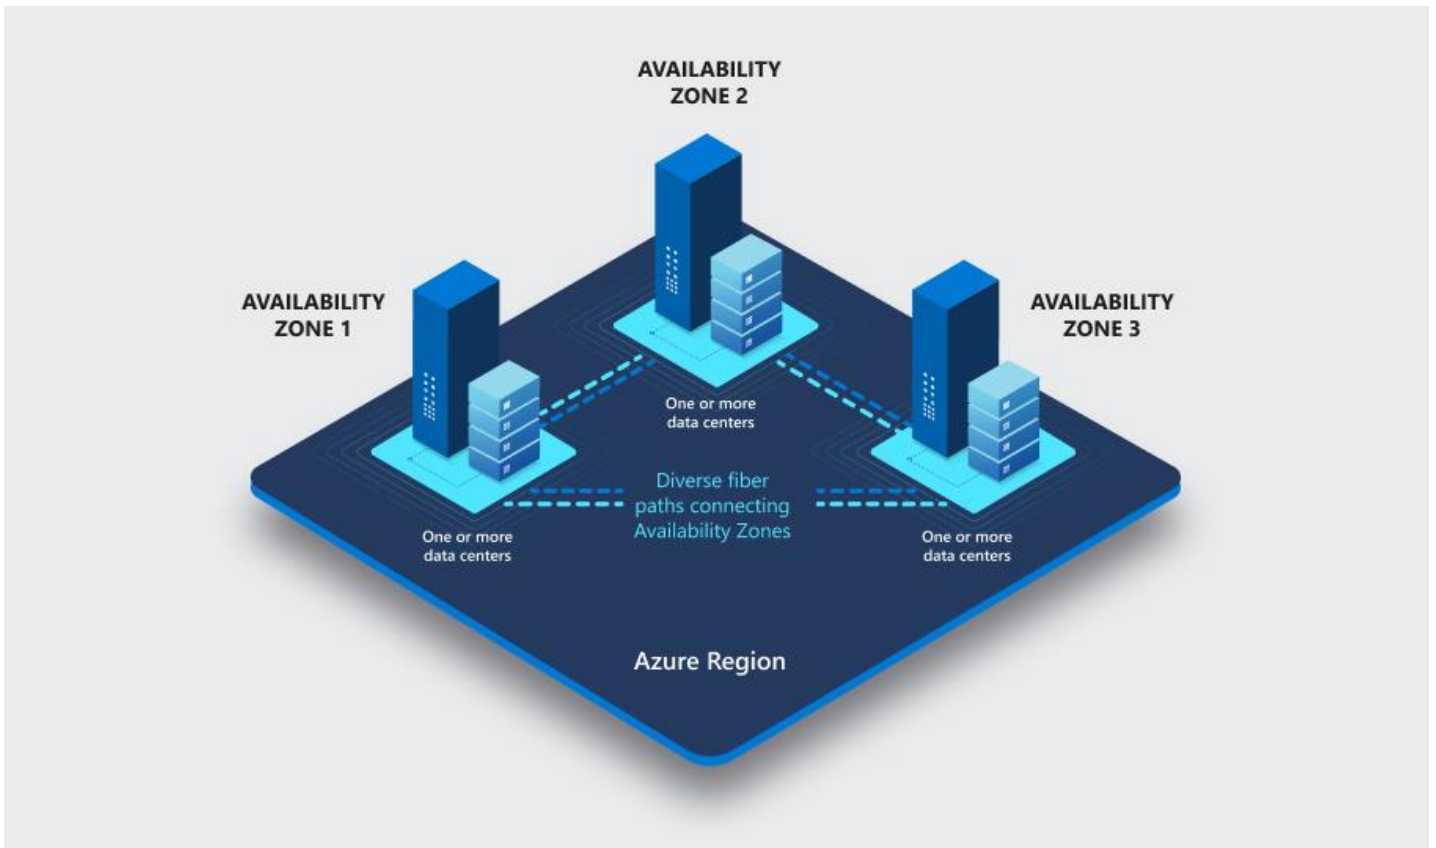 AVAILABILITY
ZONE 2
AVAILABILITY
ZONE 1
AVAILABILITY
ZONE 3
One or more
data centers
Diverse fiber
paths connecting
Availability Zones
One or more
data centers
One or more
data centers
Azure Region